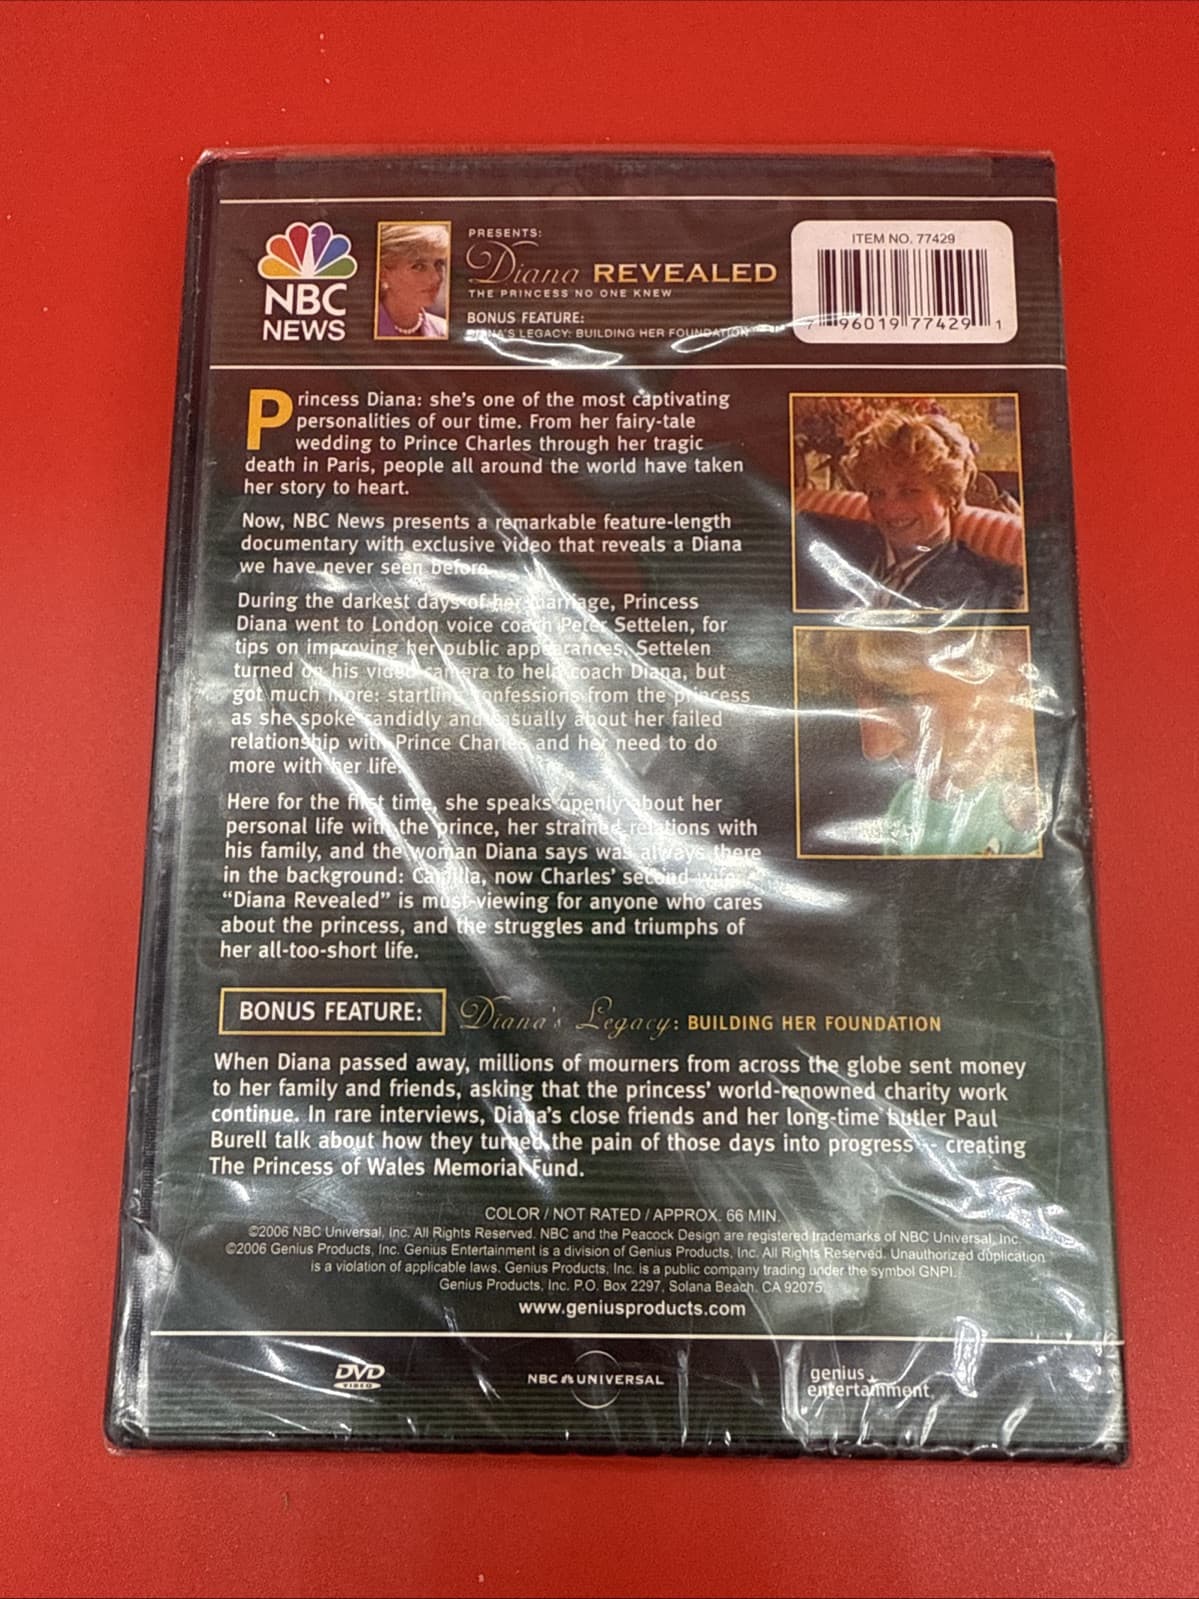 NBC
NEWS
PRESENTS:
Diana REVEALED
THE PRINCESS NO ONE KNEW
BONUS FEATURE:
DIANA'S LEGACY: BUILDING HER FOUNDATION
ITEM NO. 77429
7 96019 77429 1
Princess Diana: she's one of the most captivating
personalities of our time. From her fairy-tale
wedding to Prince Charles through her tragic
death in Paris, people all around the world have taken
her story to heart.
Now, NBC News presents a remarkable feature-length
documentary with exclusive video that reveals a Diana
we have never seen before.
During the darkest days of her marriage, Princess
Diana went to London voice coach Peter Settelen, for
tips on improving her public appearances. Settelen
turned on his video camera to help coach Diana, but
got much more: startling confessions from the princess
as she spoke candidly and casually about her failed
relationship with Prince Charles and her need to do
more with her life.
Here for the first time, she speaks openly about her
personal life with the prince, her strained relations with
his family, and the woman Diana says was always there
in the background: Camilla, now Charles' second wife.
“Diana Revealed” is must-viewing for anyone who cares
about the princess, and the struggles and triumphs of
her all-too-short life.
BONUS FEATURE: Diana's Legacy: BUILDING HER FOUNDATION
When Diana passed away, millions of mourners from across the globe sent money
to her family and friends, asking that the princess' world-renowned charity work
continue. In rare interviews, Diana's close friends and her long-time butler Paul
Burell talk about how they turned the pain of those days into progress -- creating
The Princess of Wales Memorial Fund.
COLOR / NOT RATED / APPROX. 66 MIN.
©2006 NBC Universal, Inc. All Rights Reserved. NBC and the Peacock Design are registered trademarks of NBC Universal, Inc.
©2006 Genius Products, Inc. Genius Entertainment is a division of Genius Products, Inc. All Rights Reserved. Unauthorized duplication
is a violation of applicable laws. Genius Products, Inc. is a public company trading under the symbol GNPI.
Genius Products, Inc. P.O. Box 2297, Solana Beach, CA 92075.
www.geniusproducts.com
DVD
VIDEO
NBC UNIVERSAL
genius
entertainment